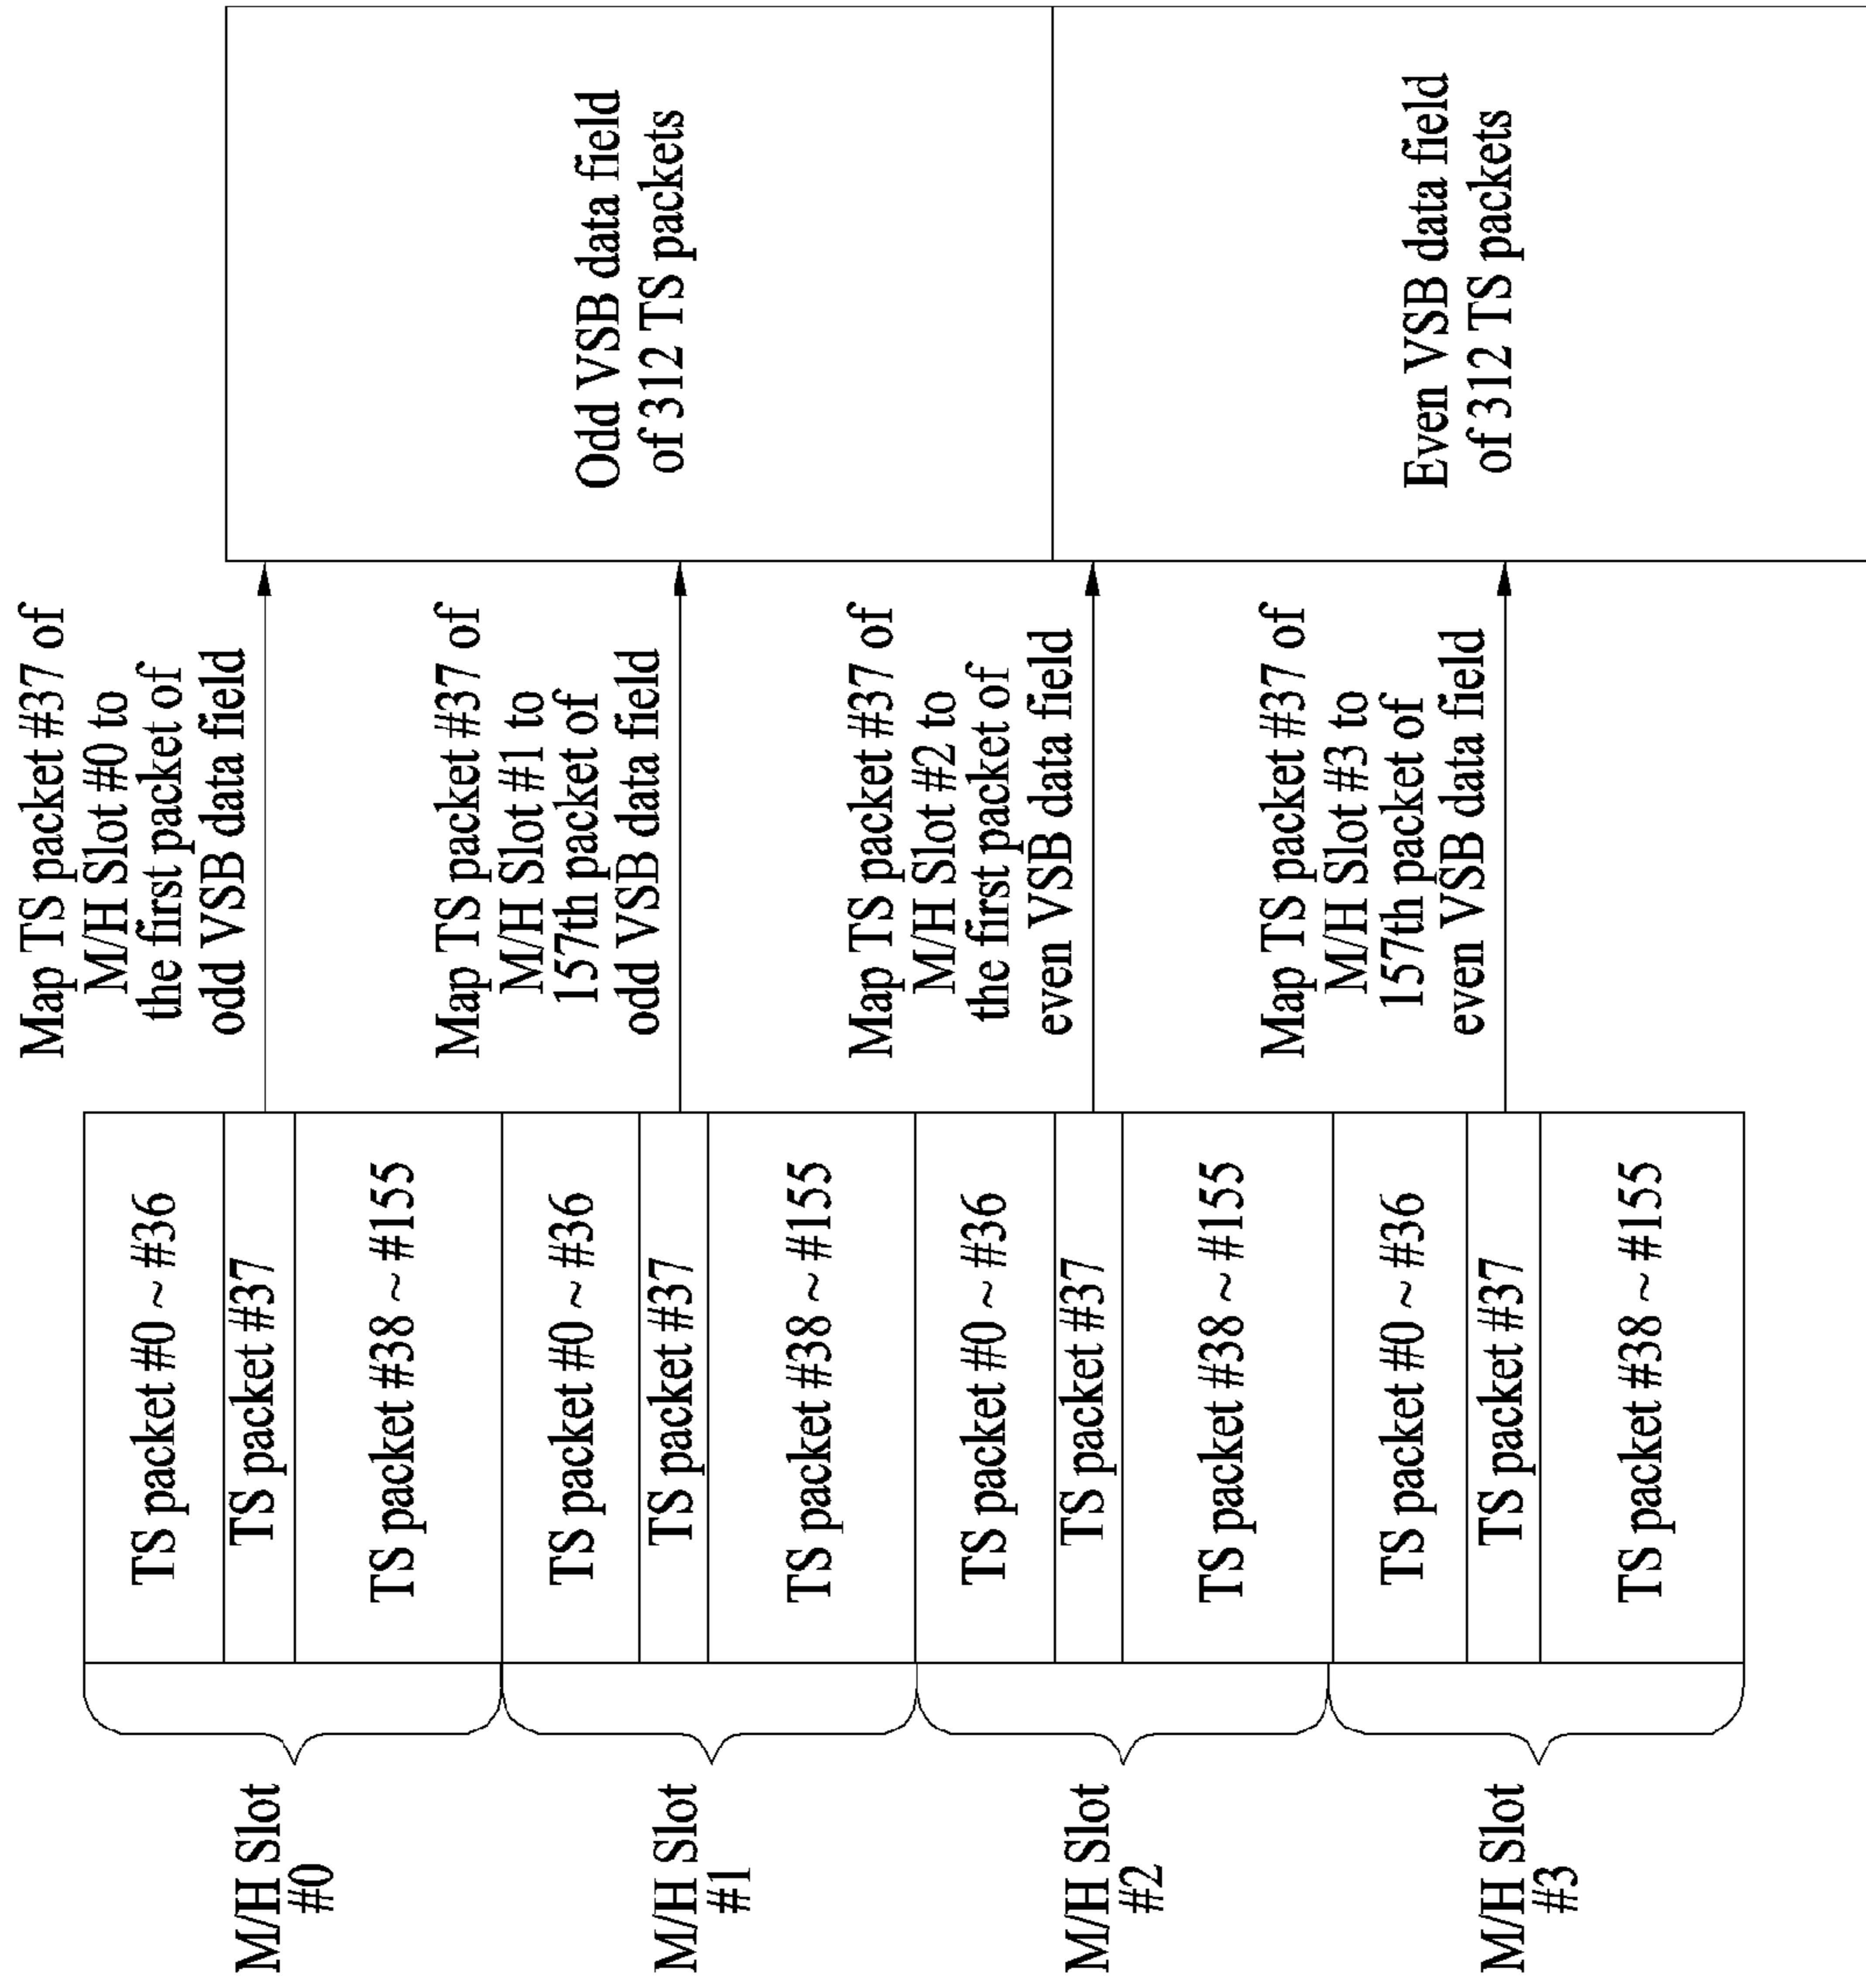 M/H Slot
#0
TS packet #0 ~ #36
TS packet #37
TS packet #38 ~ #155
Map TS packet #37 of
M/H Slot #0 to
the first packet of
odd VSB data field
M/H Slot
#1
TS packet #0 ~ #36
TS packet #37
TS packet #38 ~ #155
Map TS packet #37 of
M/H Slot #1 to
157th packet of
odd VSB data field
Odd VSB data field
of 312 TS packets
M/H Slot
#2
TS packet #0 ~ #36
TS packet #37
TS packet #38 ~ #155
Map TS packet #37 of
M/H Slot #2 to
the first packet of
even VSB data field
M/H Slot
#3
TS packet #0 ~ #36
TS packet #37
TS packet #38 ~ #155
Map TS packet #37 of
M/H Slot #3 to
157th packet of
even VSB data field
Even VSB data field
of 312 TS packets